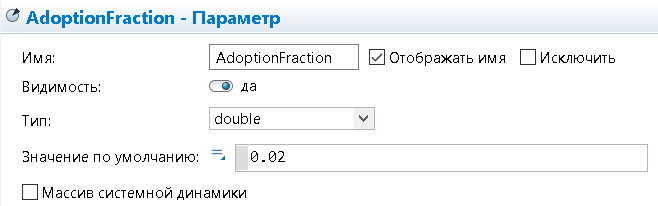 AdoptionFraction - Параметр
Имя: AdoptionFraction Отображать имя Исключить
Видимость: да
Тип: double
Значение по умолчанию: 0.02
Массив системной динамики